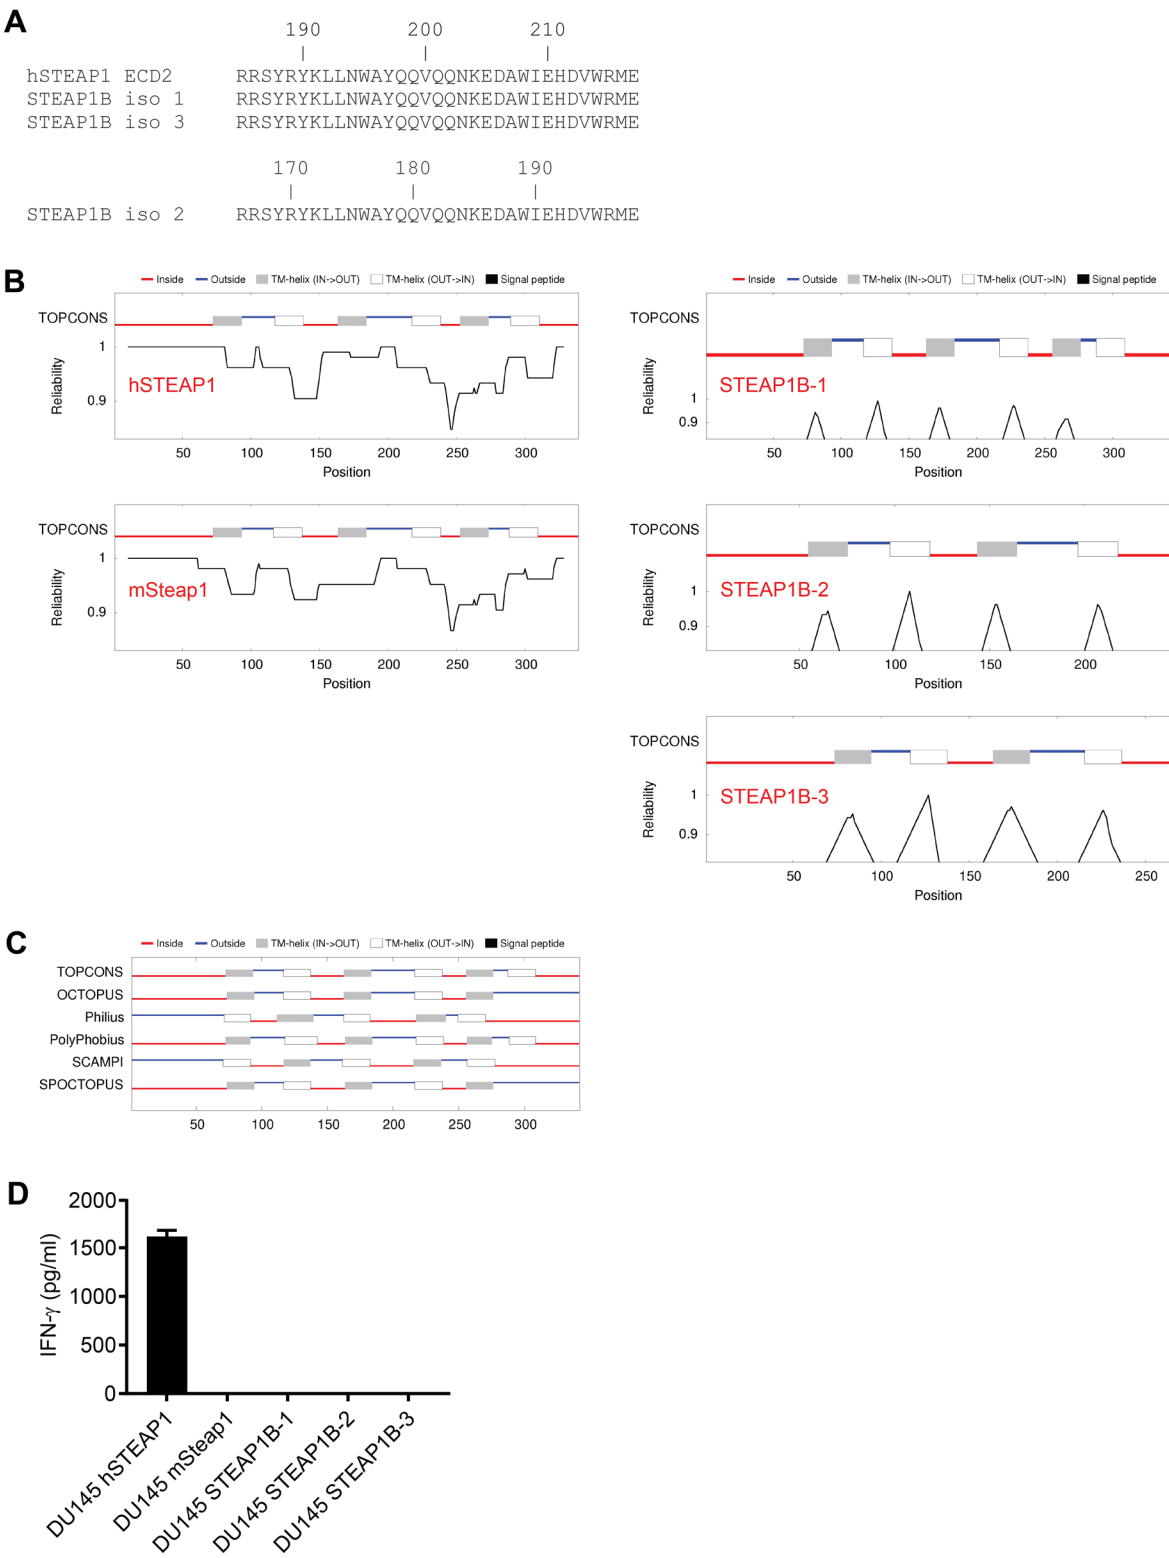 A
190 200 210
| | |
hSTEAP1 ECD2 RRSYRYKLLNWAYQQVQQNKEDAWIEHDVWRME
STEAP1B iso 1 RRSYRYKLLNWAYQQVQQNKEDAWIEHDVWRME
STEAP1B iso 3 RRSYRYKLLNWAYQQVQQNKEDAWIEHDVWRME
170 180 190
| | |
STEAP1B iso 2 RRSYRYKLLNWAYQQVQQNKEDAWIEHDVWRME
B
Inside Outside TM-helix (IN->OUT) TM-helix (OUT->IN) Signal peptide
TOPCONS
1
0.9
Reliability
hSTEAP1
50 100 150 200 250 300
Position
TOPCONS
1
0.9
Reliability
mSteap1
50 100 150 200 250 300
Position
Inside Outside TM-helix (IN->OUT) TM-helix (OUT->IN) Signal peptide
TOPCONS
STEAP1B-1
1
0.9
Reliability
50 100 150 200 250 300
Position
TOPCONS
STEAP1B-2
1
0.9
Reliability
50 100 150 200
Position
TOPCONS
STEAP1B-3
1
0.9
Reliability
50 100 150 200 250
Position
C
Inside Outside TM-helix (IN->OUT) TM-helix (OUT->IN) Signal peptide
TOPCONS
OCTOPUS
Philius
PolyPhobius
SCAMPI
SPOCTOPUS
50 100 150 200 250 300
D
IFN-γ (pg/ml)
2000
1500
1000
500
0
DU145 hSTEAP1
DU145 mSteap1
DU145 STEAP1B-1
DU145 STEAP1B-2
DU145 STEAP1B-3